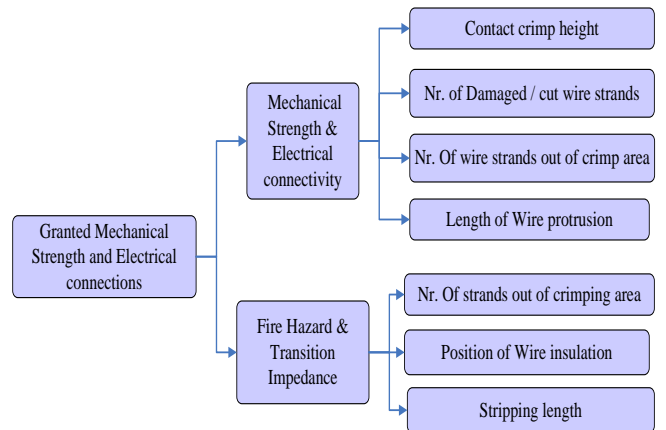 Contact crimp height
Mechanical
Strength &
Electrical
connectivity
Nr. of Damaged / cut wire strands
Nr. Of wire strands out of crimp area
Length of Wire protrusion
Granted Mechanical
Strength and Electrical
connections
Nr. Of strands out of crimping area
Fire Hazard &
Transition
Impedance
Position of Wire insulation
Stripping length